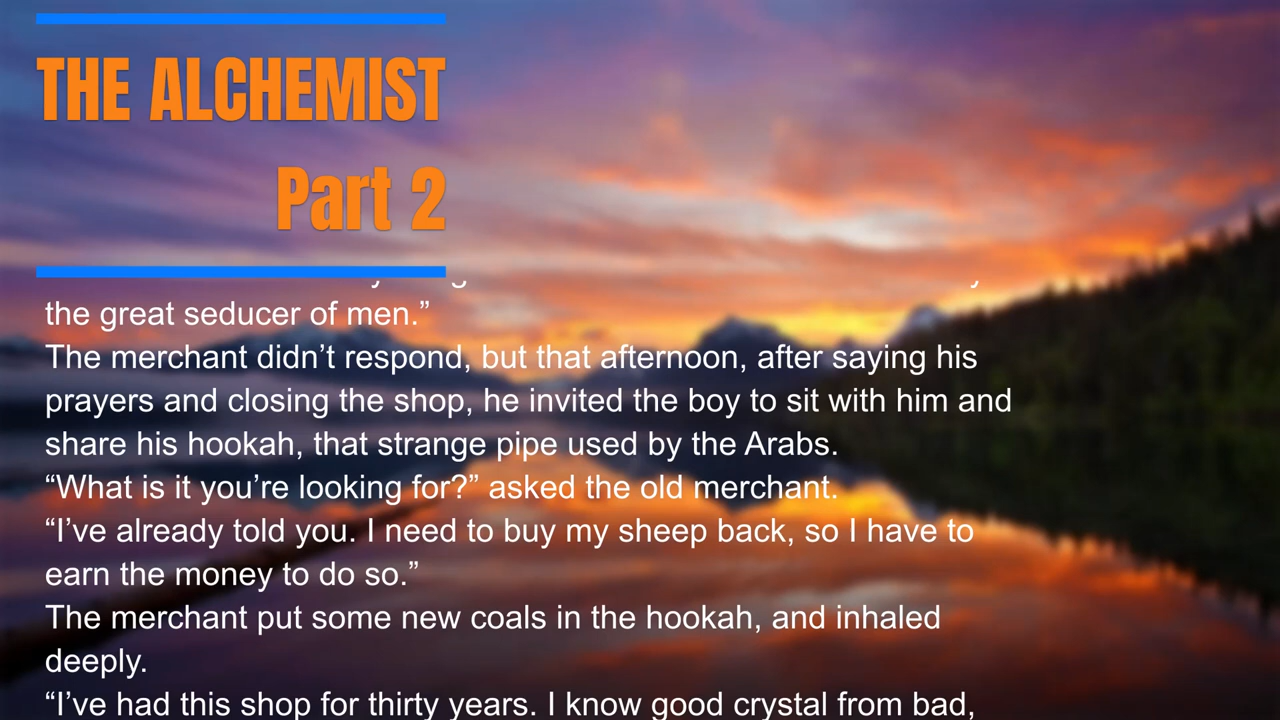 THE ALCHEMIST
Part 2
the great seducer of men.”
The merchant didn’t respond, but that afternoon, after saying his
prayers and closing the shop, he invited the boy to sit with him and
share his hookah, that strange pipe used by the Arabs.
“What is it you’re looking for?” asked the old merchant.
“I’ve already told you. I need to buy my sheep back, so I have to
earn the money to do so.”
The merchant put some new coals in the hookah, and inhaled
deeply.
“I’ve had this shop for thirty years. I know good crystal from bad,